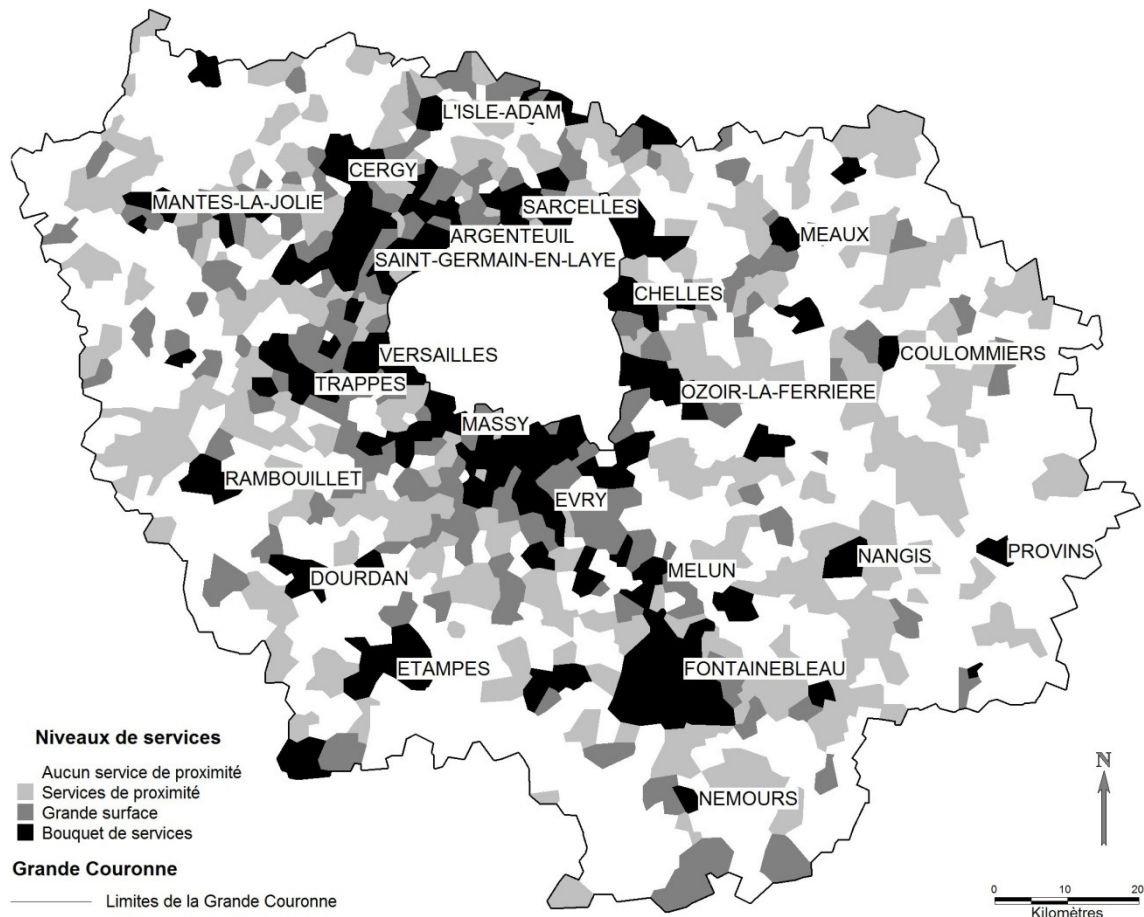 L'ISLE-ADAM
CERGY
MANTES-LA-JOLIE
SARCELLES
ARGENTEUIL
MEAUX
SAINT-GERMAIN-EN-LAYE
CHELLES
VERSAILLES
COULOMMIERS
TRAPPES
OZOIR-LA-FERRIERE
MASSY
RAMBOUILLET
EVRY
PROVINS
NANGIS
MELUN
DOURDAN
ETAMPES
FONTAINEBLEAU
NEMOURS
Niveaux de services
Aucun service de proximité
Services de proximité
Grande surface
Bouquet de services
Grande Couronne
Limites de la Grande Couronne
N
0 10 20
Kilomètres